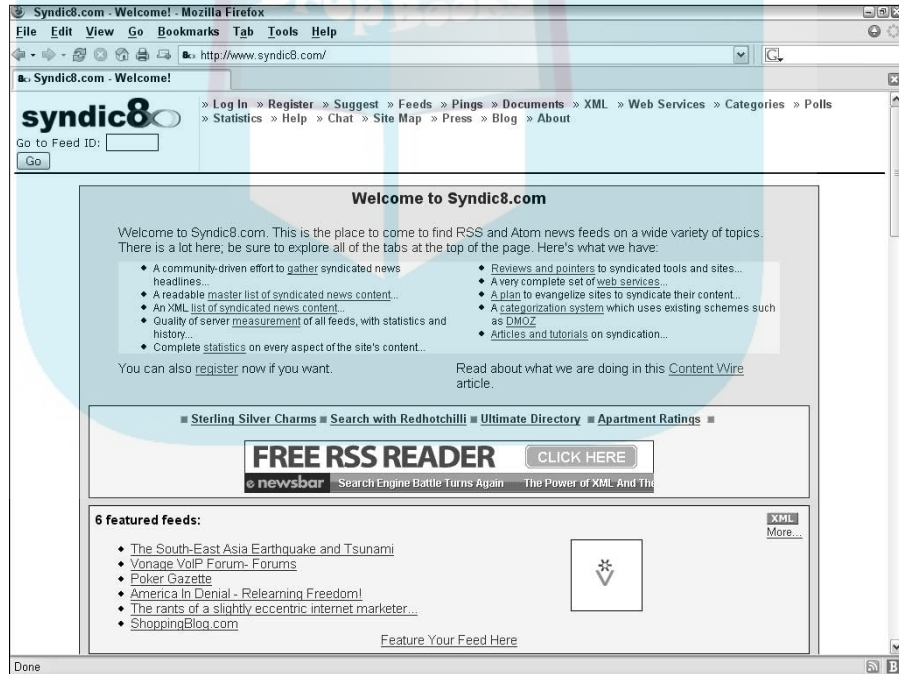 Syndic8.com - Welcome! - Mozilla Firefox
File Edit View Go Bookmarks Tab Tools Help
http://www.syndic8.com/
G
Syndic8.com - Welcome!
syndic8
» Log In » Register » Suggest » Feeds » Pings » Documents » XML » Web Services » Categories » Polls
» Statistics » Help » Chat » Site Map » Press » Blog » About
Go to Feed ID:
Go
Welcome to Syndic8.com
Welcome to Syndic8.com. This is the place to come to find RSS and Atom news feeds on a wide variety of topics.
There is a lot here; be sure to explore all of the tabs at the top of the page. Here's what we have:
A community-driven effort to gather syndicated news
headlines...
A readable master list of syndicated news content...
An XML list of syndicated news content...
Quality of server measurement of all feeds, with statistics and
history...
Complete statistics on every aspect of the site's content...
Reviews and pointers to syndicated tools and sites...
A very complete set of web services...
A plan to evangelize sites to syndicate their content...
A categorization system which uses existing schemes such
as DMOZ
Articles and tutorials on syndication...
You can also register now if you want.
Read about what we are doing in this Content Wire
article.
Sterling Silver Charms Search with Redhotchilli Ultimate Directory Apartment Ratings
FREE RSS READER CLICK HERE
e newsbar Search Engine Battle Turns Again The Power of XML And The
6 featured feeds:
XML
More...
The South-East Asia Earthquake and Tsunami
Vonage VoIP Forum- Forums
Poker Gazette
America In Denial - Relearning Freedom!
The rants of a slightly eccentric internet marketer...
ShoppingBlog.com
Feature Your Feed Here
Done
B